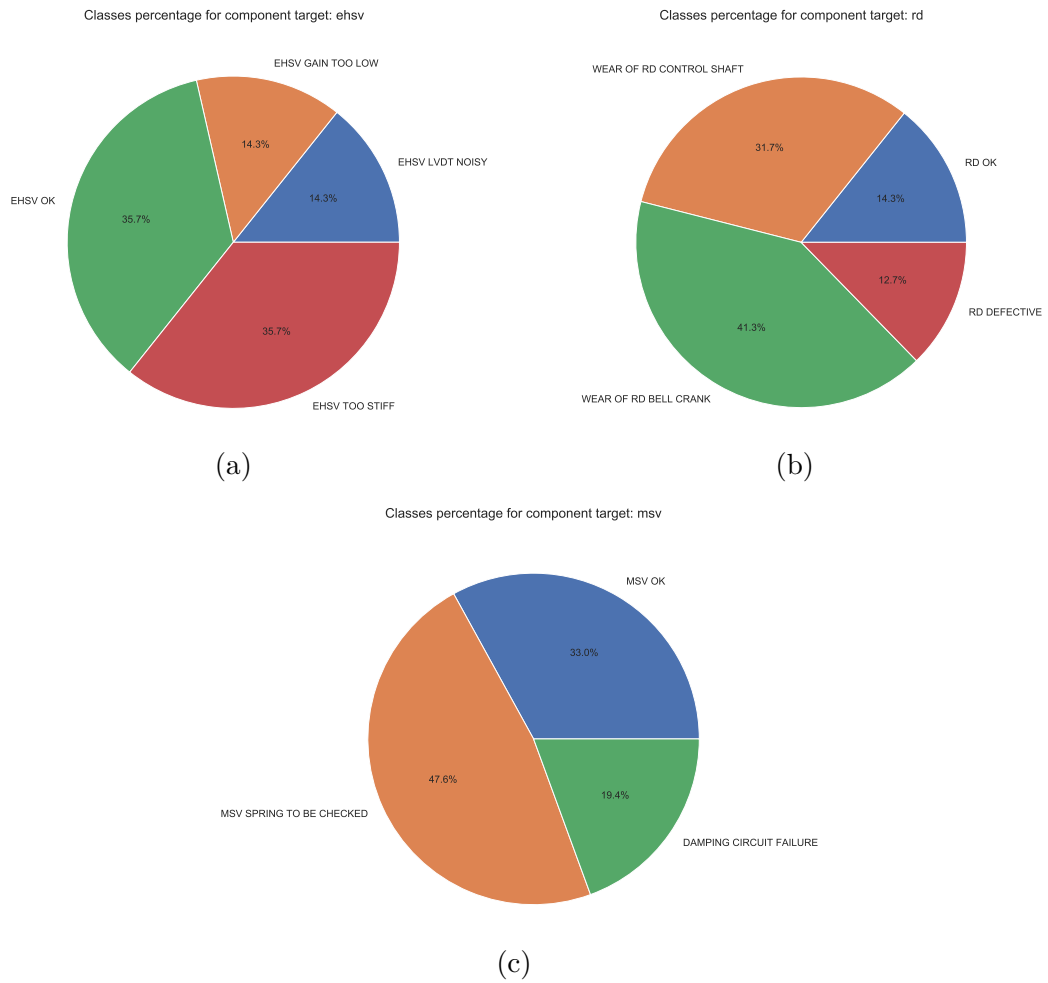 Classes percentage for component target: ehsv
EHSV GAIN TOO LOW
EHSV LVDT NOISY
14.3%
14.3%
EHSV OK
35.7%
35.7%
EHSV TOO STIFF
(a)
Classes percentage for component target: rd
WEAR OF RD CONTROL SHAFT
31.7%
RD OK
14.3%
12.7%
RD DEFECTIVE
41.3%
WEAR OF RD BELL CRANK
(b)
Classes percentage for component target: msv
MSV OK
33.0%
47.6%
19.4%
MSV SPRING TO BE CHECKED
DAMPING CIRCUIT FAILURE
(c)